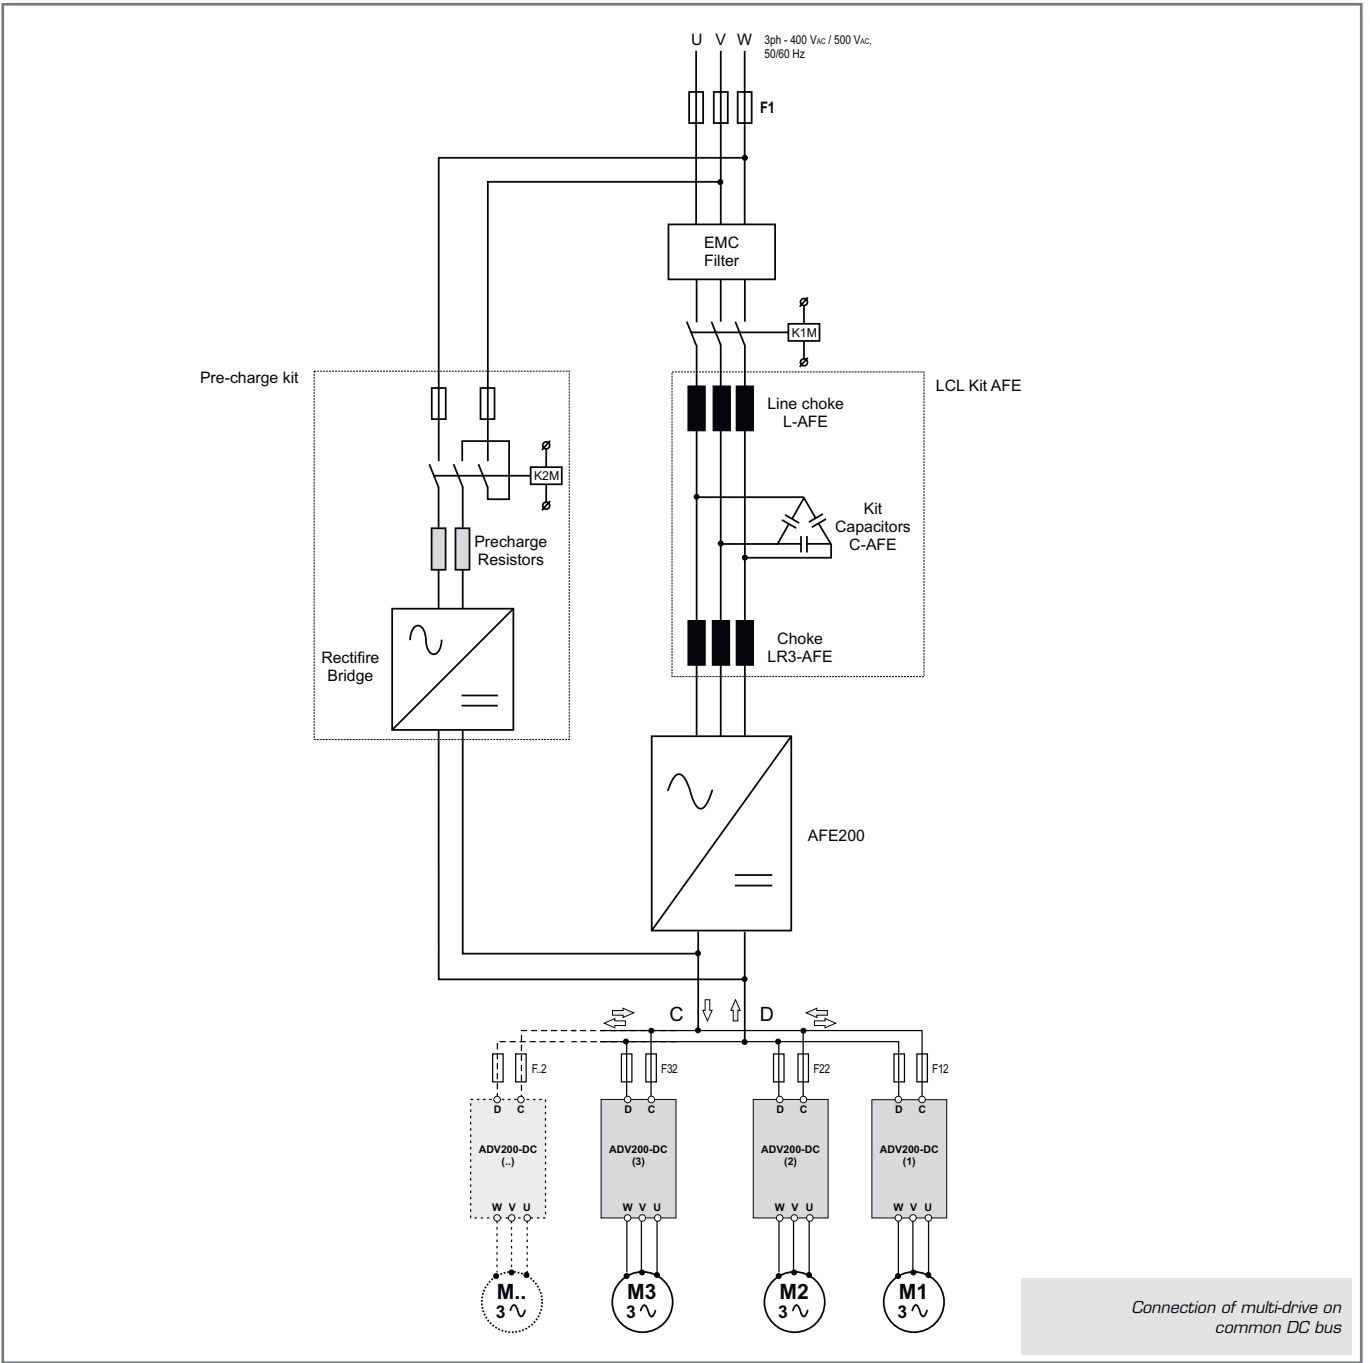 U V W
3ph - 400 VAC / 500 VAC,
50/60 Hz
F1
EMC
Filter
K1M
Pre-charge kit
LCL Kit AFE
Line choke
L-AFE
K2M
Kit
Capacitors
C-AFE
Precharge
Resistors
Choke
LR3-AFE
Rectifire
Bridge
AFE200
C D
F..2
F32
F22
F12
D C
D C
D C
D C
ADV200-DC
(..)
ADV200-DC
(3)
ADV200-DC
(2)
ADV200-DC
(1)
W V U
W V U
W V U
W V U
M..
3
M3
3
M2
3
M1
3
Connection of multi-drive on
common DC bus